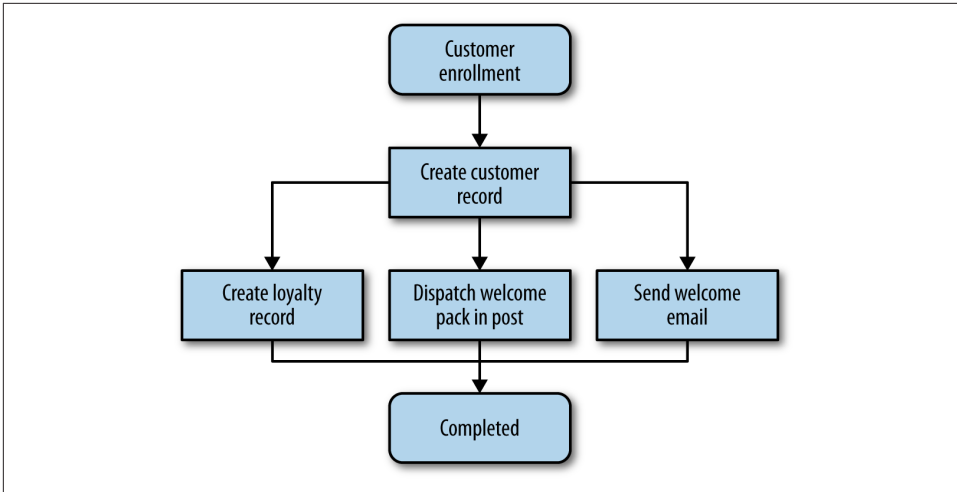 Customer
enrollment
Create customer
record
Create loyalty
record
Dispatch welcome
pack in post
Send welcome
email
Completed